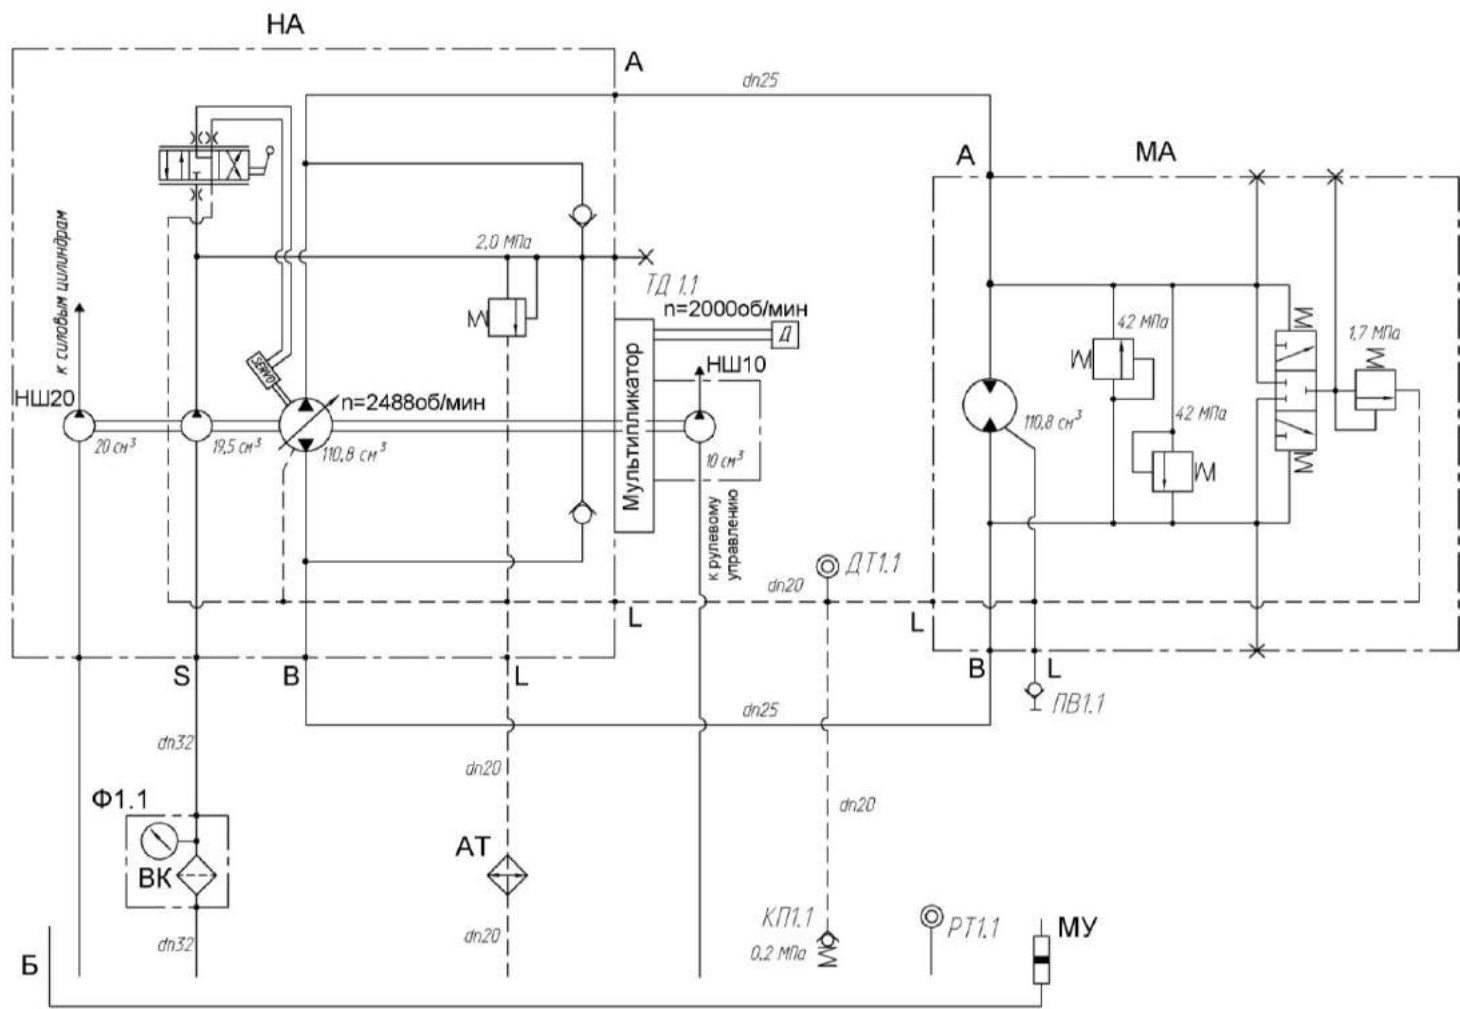 НА
А
dn25
А
МА
к силовым цилиндрам
2,0 МПа
ТД 1.1
n=2000об/мин
Д
42 МПа
1,7 МПа
SERVO
НШ10
НШ20
n=2488об/мин
Мультипликатор
20 см³
19,5 см³
110,8 см³
10 см³
110,8 см³
42 МПа
к рулевому
управлению
ДТ1.1
dn20
L
L
S
B
L
B
L
ПВ1.1
dn25
dn32
dn20
Ф1.1
dn20
АТ
ВК
КП1.1
0,2 МПа
РТ1.1
МУ
dn32
dn20
Б